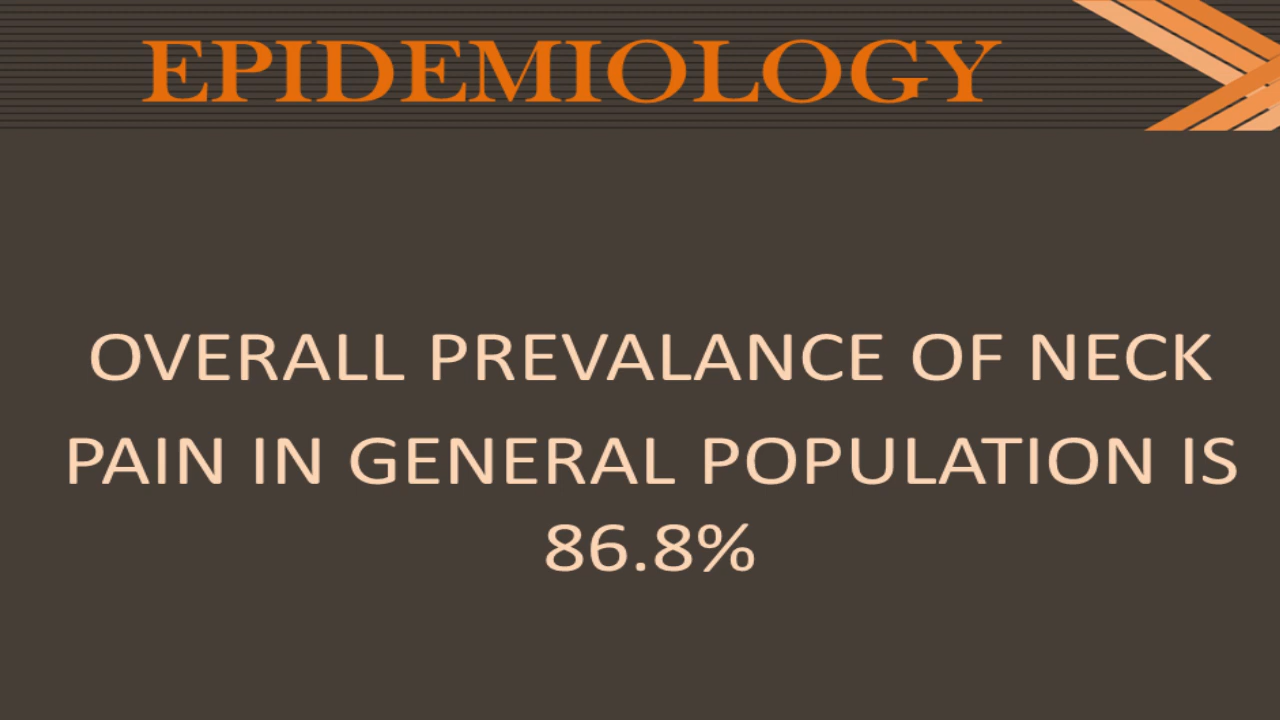 EPIDEMIOLOGY
OVERALL PREVALANCE OF NECK
PAIN IN GENERAL POPULATION IS
86.8%